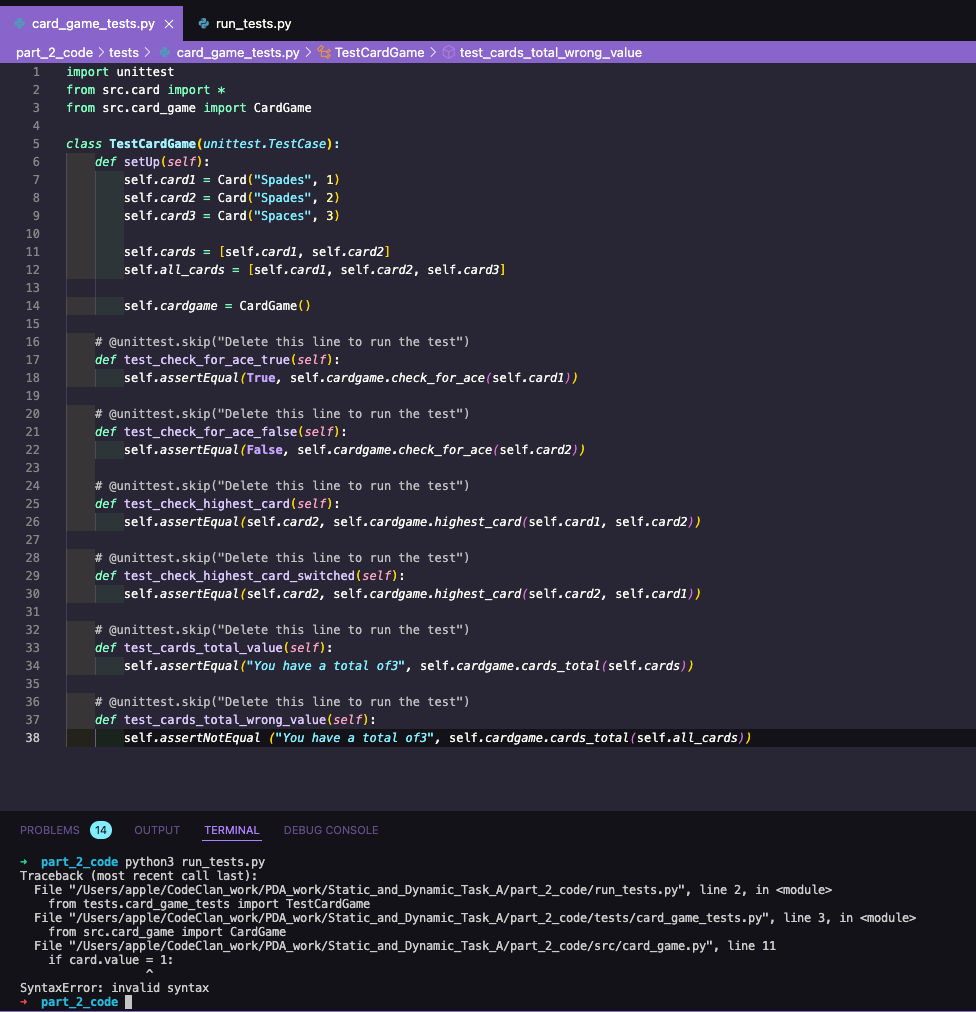 card_game_tests.py ×
run_tests.py
part_2_code > tests > card_game_tests.py > TestCardGame > test_cards_total_wrong_value
1 import unittest
2 from src.card import *
3 from src.card_game import CardGame
4
5 class TestCardGame(unittest.TestCase):
6 def setUp(self):
7 self.card1 = Card("Spades", 1)
8 self.card2 = Card("Spades", 2)
9 self.card3 = Card("Spaces", 3)
10
11 self.cards = [self.card1, self.card2]
12 self.all_cards = [self.card1, self.card2, self.card3]
13
14 self.cardgame = CardGame()
15
16 # @unittest.skip("Delete this line to run the test")
17 def test_check_for_ace_true(self):
18 self.assertEqual(True, self.cardgame.check_for_ace(self.card1))
19
20 # @unittest.skip("Delete this line to run the test")
21 def test_check_for_ace_false(self):
22 self.assertEqual(False, self.cardgame.check_for_ace(self.card2))
23
24 # @unittest.skip("Delete this line to run the test")
25 def test_check_highest_card(self):
26 self.assertEqual(self.card2, self.cardgame.highest_card(self.card1, self.card2))
27
28 # @unittest.skip("Delete this line to run the test")
29 def test_check_highest_card_switched(self):
30 self.assertEqual(self.card2, self.cardgame.highest_card(self.card2, self.card1))
31
32 # @unittest.skip("Delete this line to run the test")
33 def test_cards_total_value(self):
34 self.assertEqual("You have a total of3", self.cardgame.cards_total(self.cards))
35
36 # @unittest.skip("Delete this line to run the test")
37 def test_cards_total_wrong_value(self):
38 self.assertNotEqual ("You have a total of3", self.cardgame.cards_total(self.all_cards))
PROBLEMS 14 OUTPUT TERMINAL DEBUG CONSOLE
→ part_2_code python3 run_tests.py
Traceback (most recent call last):
File "/Users/apple/CodeClan_work/PDA_work/Static_and_Dynamic_Task_A/part_2_code/run_tests.py", line 2, in <module>
from tests.card_game_tests import TestCardGame
File "/Users/apple/CodeClan_work/PDA_work/Static_and_Dynamic_Task_A/part_2_code/tests/card_game_tests.py", line 3, in <module>
from src.card_game import CardGame
File "/Users/apple/CodeClan_work/PDA_work/Static_and_Dynamic_Task_A/part_2_code/src/card_game.py", line 11
if card.value = 1:
^
SyntaxError: invalid syntax
→ part_2_code